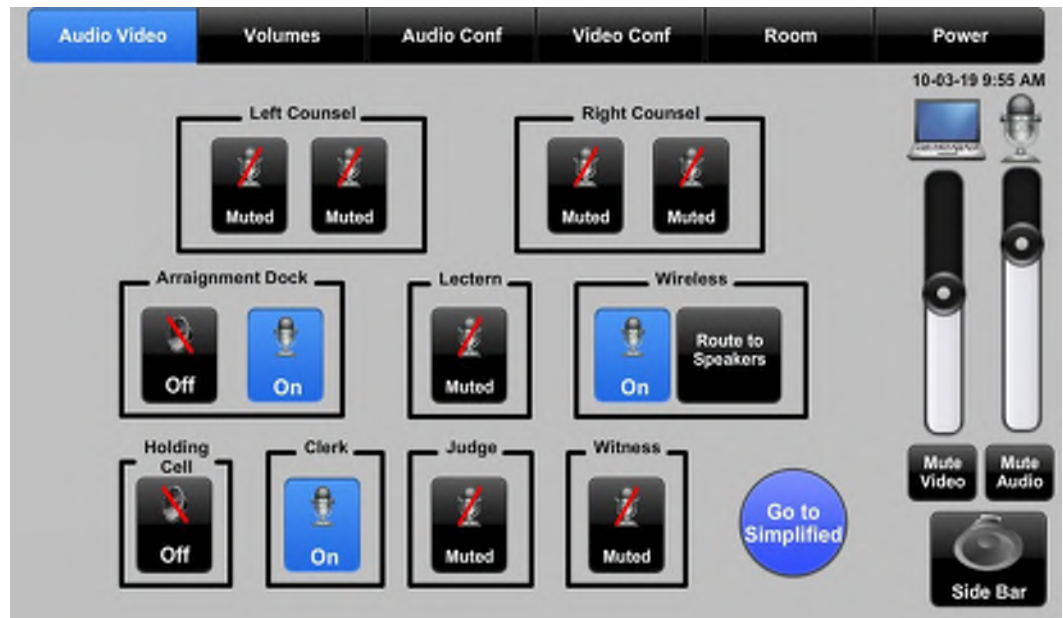 Audio Video
Volumes
Audio Conf
Video Conf
Room
Power
10-03-19 9:55 AM
Left Counsel
Right Counsel
Muted
Muted
Muted
Muted
Arraignment Dock
Lectern
Wireless
Off
On
Muted
On
Route to
Speakers
Holding
Cell
Clerk
Judge
Witness
Off
On
Muted
Muted
Go to
Simplified
Mute
Video
Mute
Audio
Side Bar